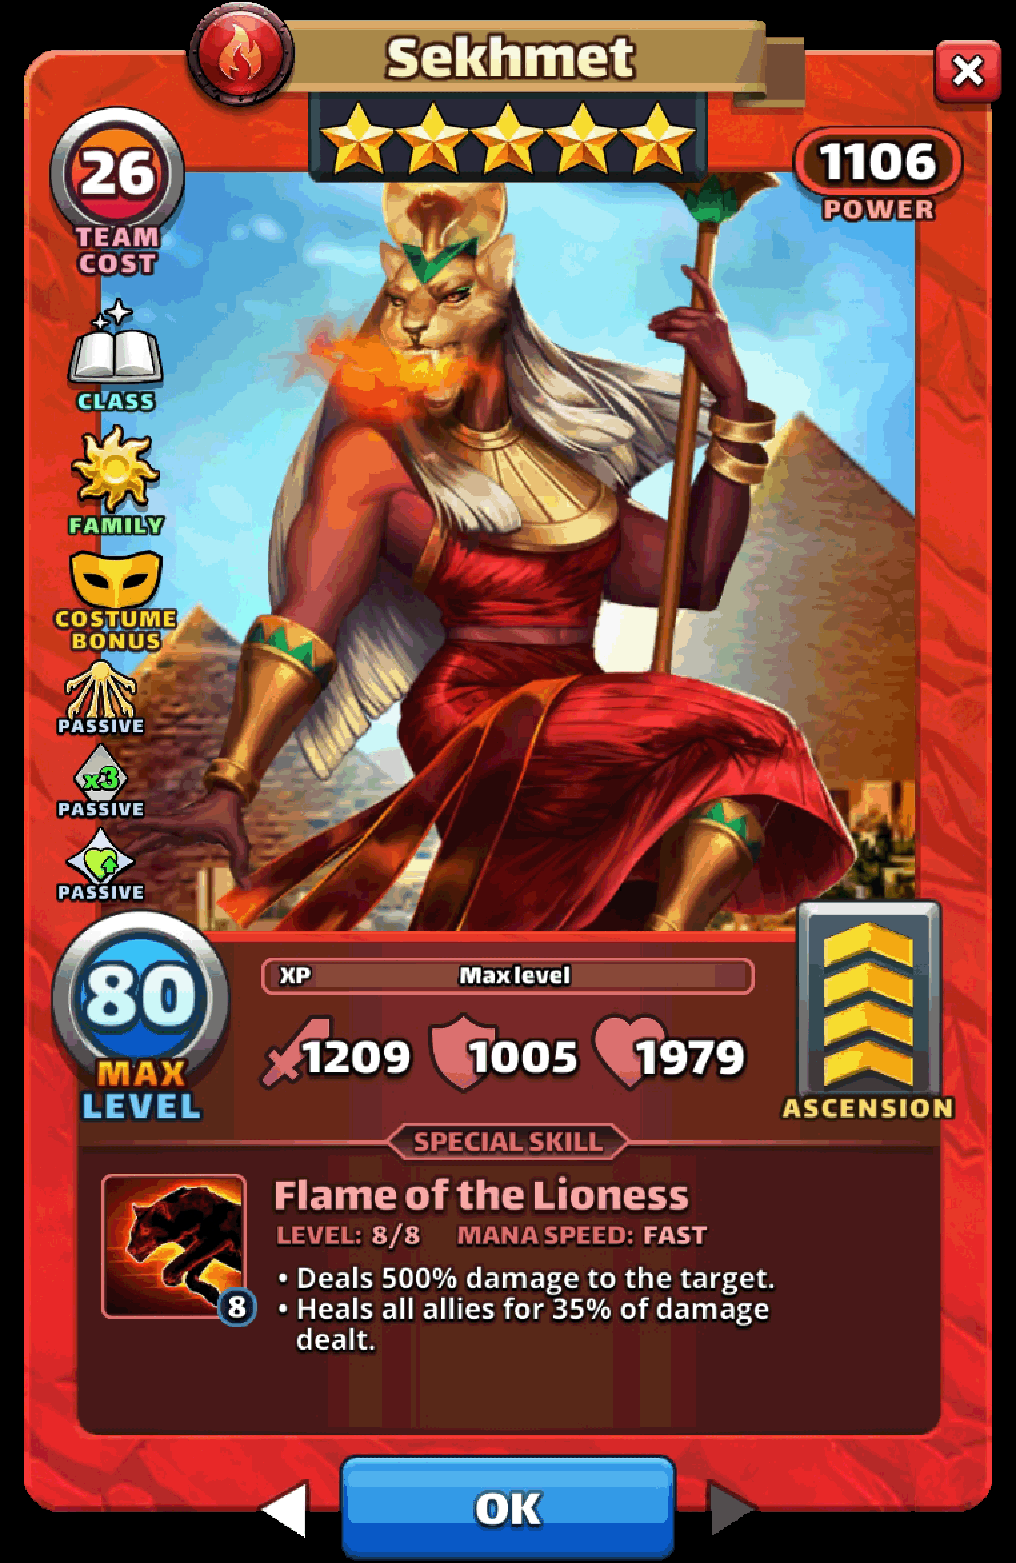 Sekhmet
26
TEAM
COST
1106
POWER
CLASS
FAMILY
COSTUME
BONUS
PASSIVE
x3
PASSIVE
PASSIVE
80
MAX
LEVEL
XP Max level
1209 1005 1979
ASCENSION
SPECIAL SKILL
Flame of the Lioness
LEVEL: 8/8 MANA SPEED: FAST
8
• Deals 500% damage to the target.
• Heals all allies for 35% of damage
dealt.
OK